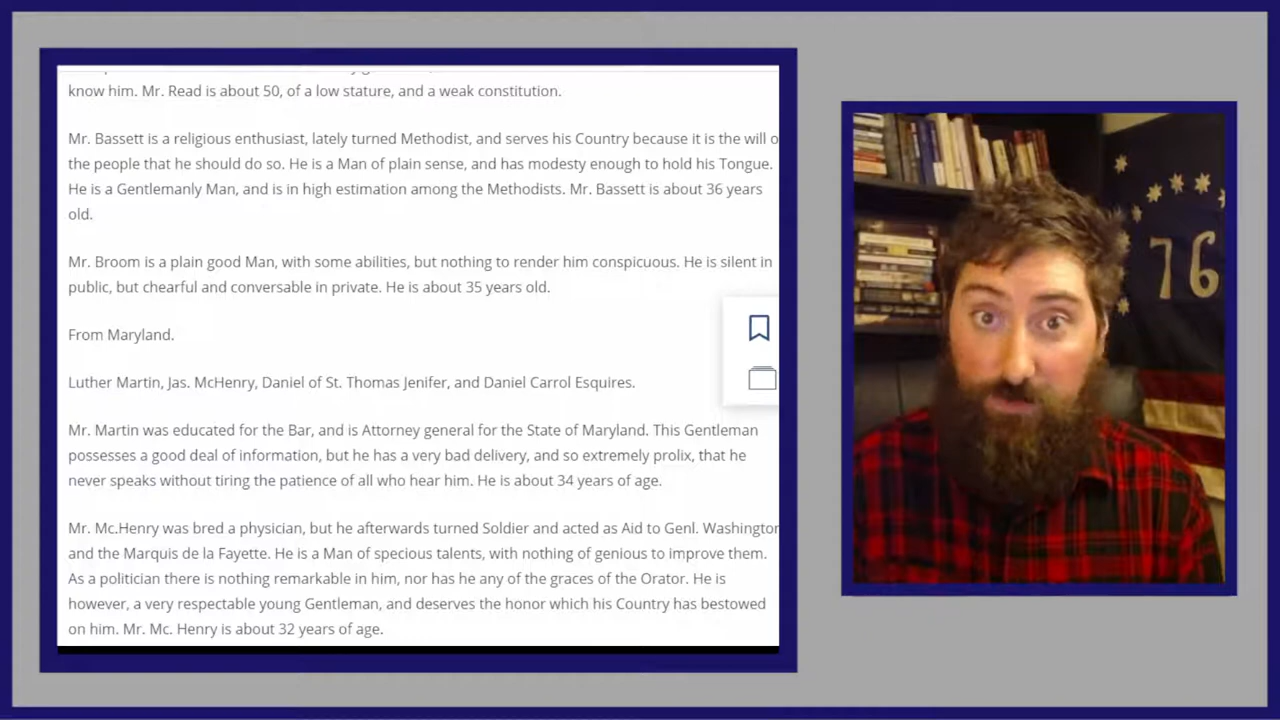 know him. Mr. Read is about 50, of a low stature, and a weak constitution.
Mr. Bassett is a religious enthusiast, lately turned Methodist, and serves his Country because it is the will o
the people that he should do so. He is a Man of plain sense, and has modesty enough to hold his Tongue.
He is a Gentlemanly Man, and is in high estimation among the Methodists. Mr. Bassett is about 36 years
old.
Mr. Broom is a plain good Man, with some abilities, but nothing to render him conspicuous. He is silent in
public, but chearful and conversable in private. He is about 35 years old.
From Maryland.
Luther Martin, Jas. McHenry, Daniel of St. Thomas Jenifer, and Daniel Carrol Esquires.
Mr. Martin was educated for the Bar, and is Attorney general for the State of Maryland. This Gentleman
possesses a good deal of information, but he has a very bad delivery, and so extremely prolix, that he
never speaks without tiring the patience of all who hear him. He is about 34 years of age.
Mr. Mc.Henry was bred a physician, but he afterwards turned Soldier and acted as Aid to Genl. Washington
and the Marquis de la Fayette. He is a Man of specious talents, with nothing of genious to improve them.
As a politician there is nothing remarkable in him, nor has he any of the graces of the Orator. He is
however, a very respectable young Gentleman, and deserves the honor which his Country has bestowed
on him. Mr. Mc. Henry is about 32 years of age.
76